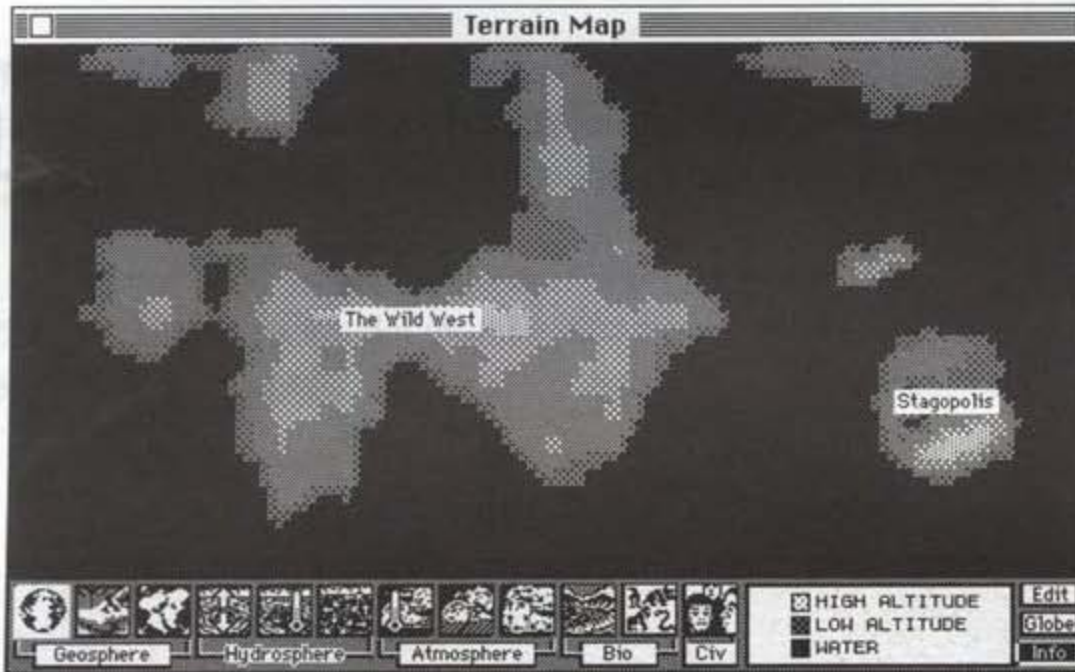 Terrain Map
The Wild West
Stagopolis
HIGH ALTITUDE
LOW ALTITUDE
WATER
Edit
Globe
Info
Geosphere
Hydrosphere
Atmosphere
Bio
Civ